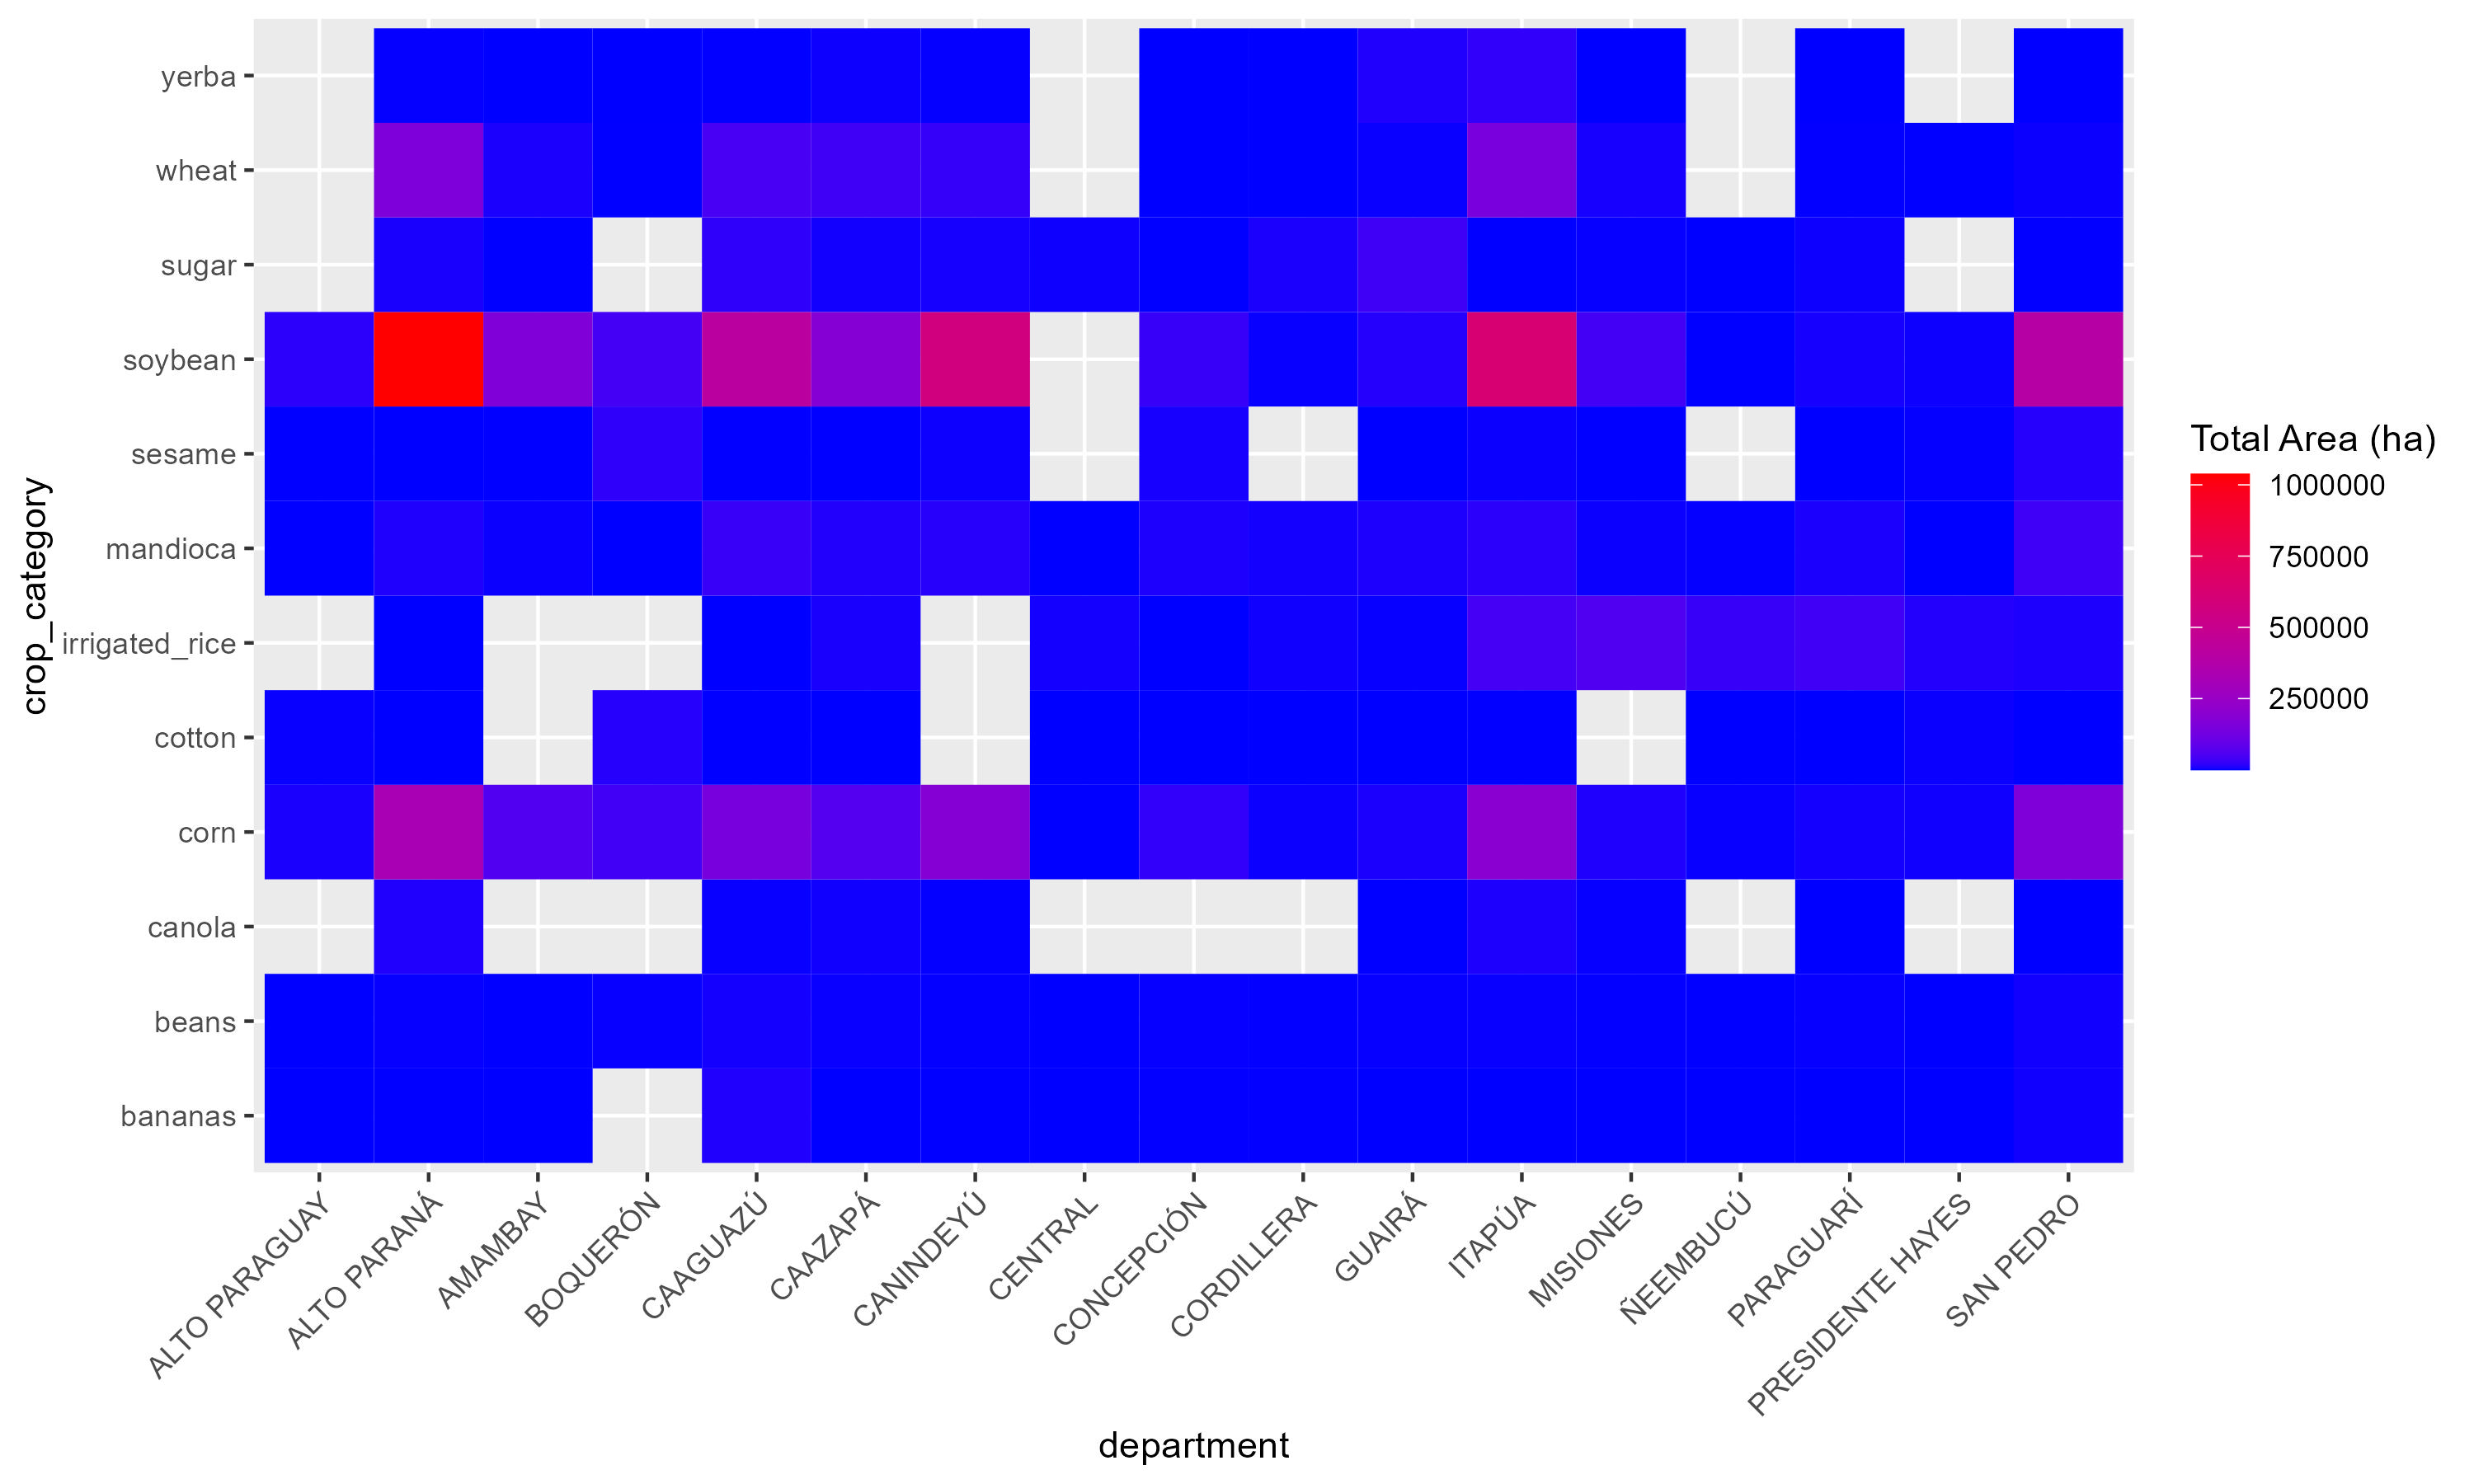 crop_category
yerba
wheat
sugar
soybean
sesame
mandioca
irrigated_rice
cotton
corn
canola
beans
bananas
ALTO PARAGUAY
ALTO PARANÁ
AMAMBAY
BOQUERÓN
CAAGUAZÚ
CAAZAPÁ
CANINDEYÚ
CENTRAL
CONCEPCIÓN
CORDILLERA
GUAIRÁ
ITAPÚA
MISIONES
ÑEEMBUCÚ
PARAGUARÍ
PRESIDENTE HAYES
SAN PEDRO
department
Total Area (ha)
1000000
750000
500000
250000